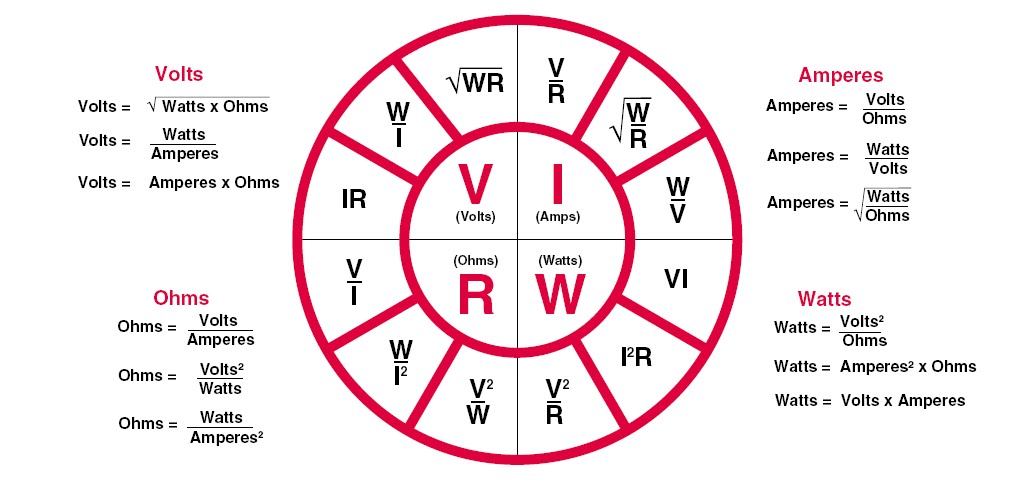 Volts
Volts = √ Watts x Ohms
Volts = Watts
Amperes
Volts = Amperes x Ohms
Ohms
Ohms = Volts
Amperes
Ohms = Volts²
Watts
Ohms = Watts
Amperes²
√WR
V
R
W
I
√W
R
IR
W
V
V
I
VI
W
I²
I²R
V²
W
V²
R
V
(Volts)
I
(Amps)
(Ohms)
R
(Watts)
W
Amperes
Amperes = Volts
Ohms
Amperes = Watts
Volts
Amperes = √Watts
Ohms
Watts
Watts = Volts²
Ohms
Watts = Amperes² x Ohms
Watts = Volts x Amperes